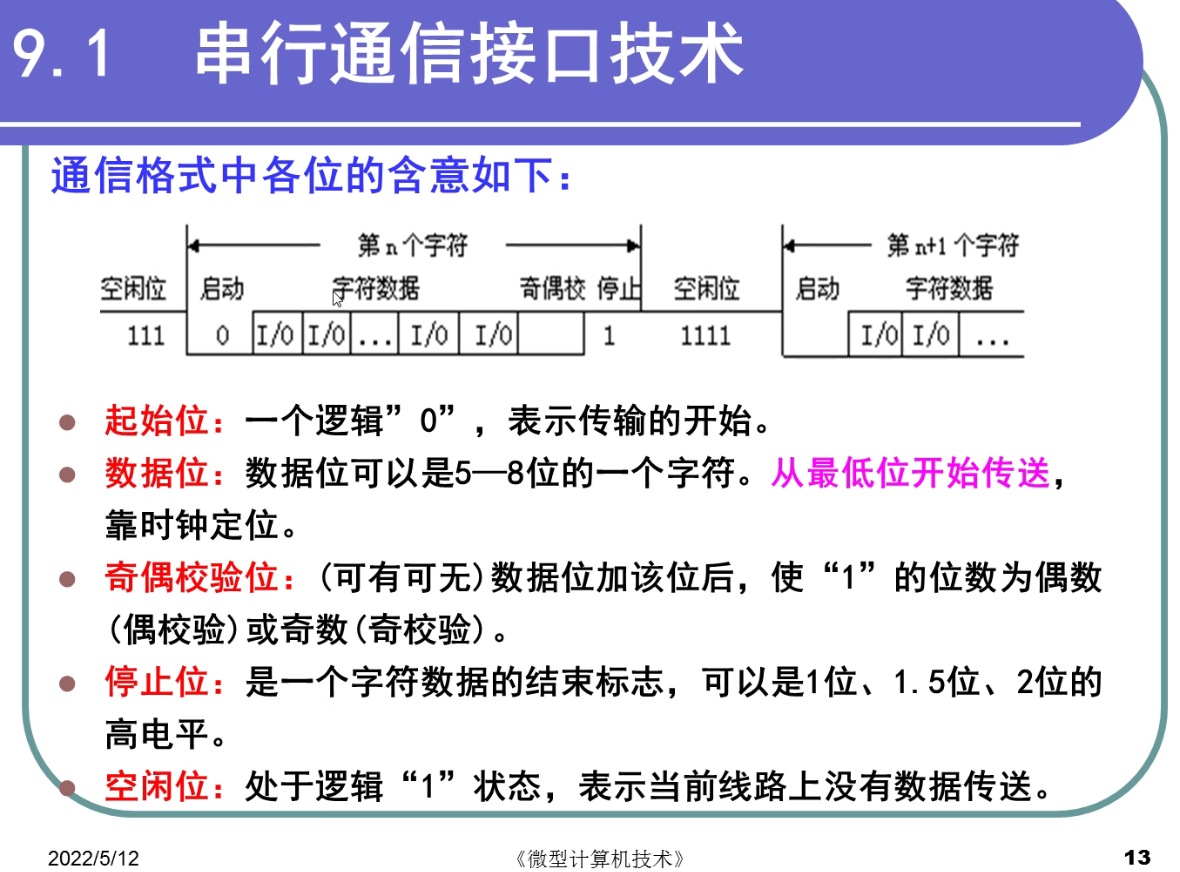 9.1 串行通信接口技术
通信格式中各位的含意如下：
第 n 个字符 第 n+1 个字符
空闲位 启动 字符数据 奇偶校 停止 空闲位 启动 字符数据
111 0 I/0 I/0 ... I/0 I/0 1 1111 I/0 I/0 ...
起始位：一个逻辑”0”，表示传输的开始。
数据位：数据位可以是5—8位的一个字符。从最低位开始传送，
靠时钟定位。
奇偶校验位：(可有可无)数据位加该位后，使“1”的位数为偶数
(偶校验)或奇数(奇校验)。
停止位：是一个字符数据的结束标志，可以是1位、1.5位、2位的
高电平。
空闲位：处于逻辑“1”状态，表示当前线路上没有数据传送。
2022/5/12 《微型计算机技术》 13